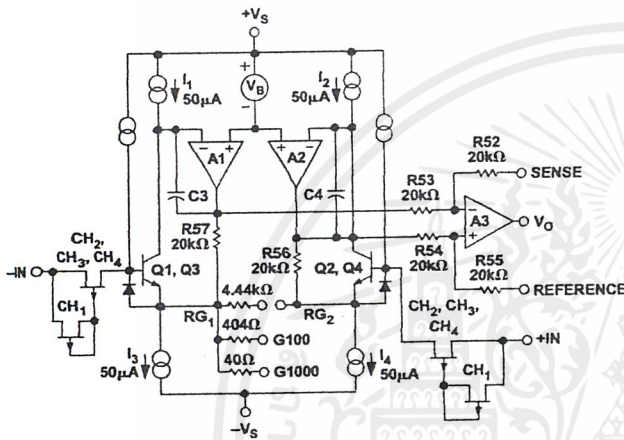 +VS
I1
50μA
+
VB
−
I2
50μA
− +
A1
+ −
A2
C3
C4
R52
20kΩ
SENSE
R53
20kΩ
−
A3
+
VO
R57
20kΩ
R56
20kΩ
R54
20kΩ
R55
20kΩ
REFERENCE
CH2,
CH3, CH4
−IN
Q1, Q3
Q2, Q4
CH1
4.44kΩ
RG1
RG2
404Ω
G100
40Ω
G1000
CH2, CH3,
CH4
+IN
CH1
I3
50μA
I4
50μA
−VS